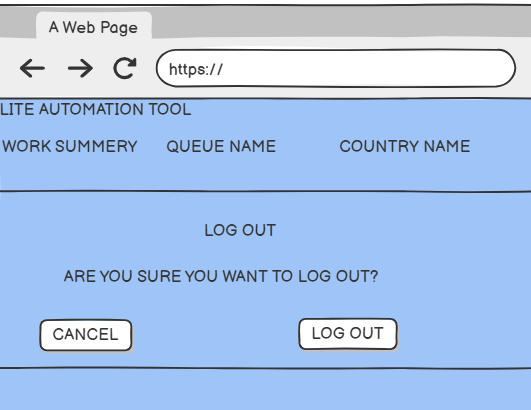 A Web Page
https://
LITE AUTOMATION TOOL
WORK SUMMERY QUEUE NAME COUNTRY NAME
LOG OUT
ARE YOU SURE YOU WANT TO LOG OUT?
CANCEL LOG OUT